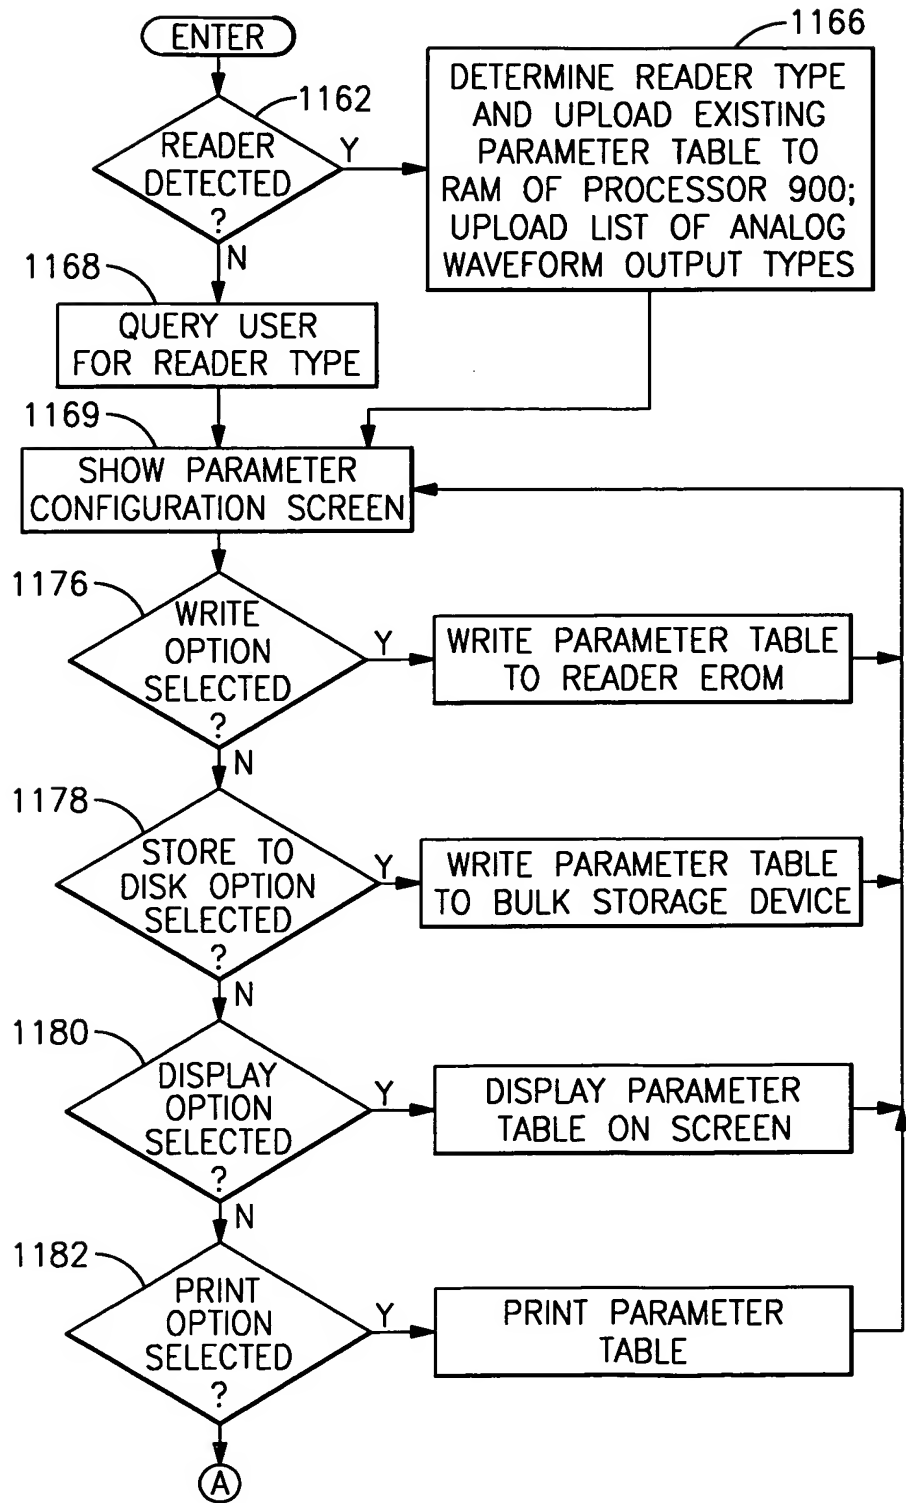 ENTER
1162
READER
DETECTED
?
Y
N
1166
DETERMINE READER TYPE
AND UPLOAD EXISTING
PARAMETER TABLE TO
RAM OF PROCESSOR 900;
UPLOAD LIST OF ANALOG
WAVEFORM OUTPUT TYPES
1168
QUERY USER
FOR READER TYPE
1169
SHOW PARAMETER
CONFIGURATION SCREEN
1176
WRITE
OPTION
SELECTED
?
Y
N
WRITE PARAMETER TABLE
TO READER EROM
1178
STORE TO
DISK OPTION
SELECTED
?
Y
N
WRITE PARAMETER TABLE
TO BULK STORAGE DEVICE
1180
DISPLAY
OPTION
SELECTED
?
Y
N
DISPLAY PARAMETER
TABLE ON SCREEN
1182
PRINT
OPTION
SELECTED
?
Y
PRINT PARAMETER
TABLE
A